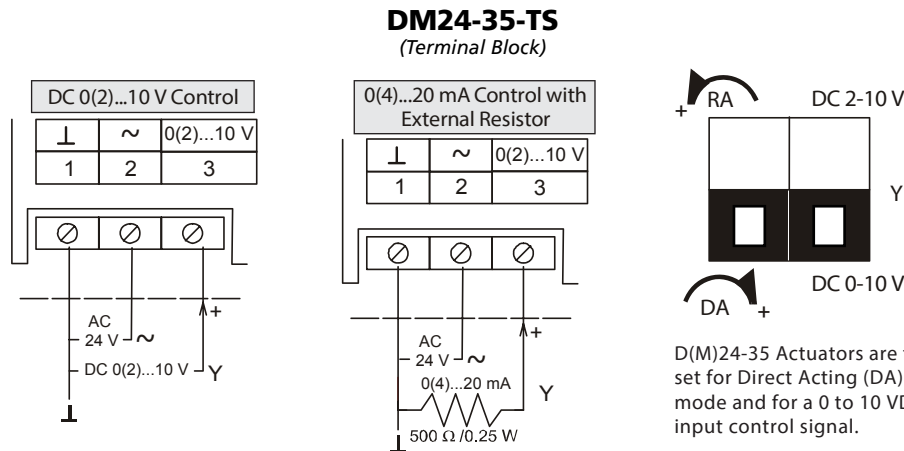 DM24-35-TS
(Terminal Block)
DC 0(2)...10 V Control
⊥ ~ 0(2)...10 V
1 2 3
AC
24 V ~
+
DC 0(2)...10 V Y
0(4)...20 mA Control with
External Resistor
⊥ ~ 0(2)...10 V
1 2 3
AC
24 V ~
+
0(4)...20 mA
Y
500 Ω /0.25 W
RA
+
DC 2-10 V
Y
DC 0-10 V
DA +
D(M)24-35 Actuators are
set for Direct Acting (DA)
mode and for a 0 to 10
input control signal.